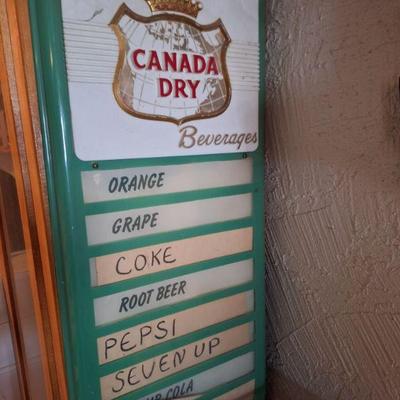 CANADA
DRY
Beverages
ORANGE
GRAPE
COKE
ROOT BEER
PEPSI
SEVEN UP
COLA